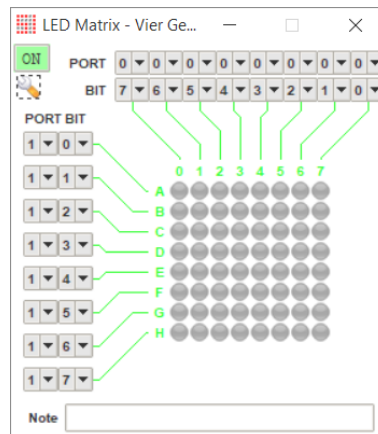 LED Matrix - Vier Ge...
ON PORT 0 0 0 0 0 0 0 0
BIT 7 6 5 4 3 2 1 0
PORT BIT
1 0
0 1 2 3 4 5 6 7
1 1
A
B
1 2
C
1 3
D
E
1 4
F
1 5
G
1 6
H
1 7
Note